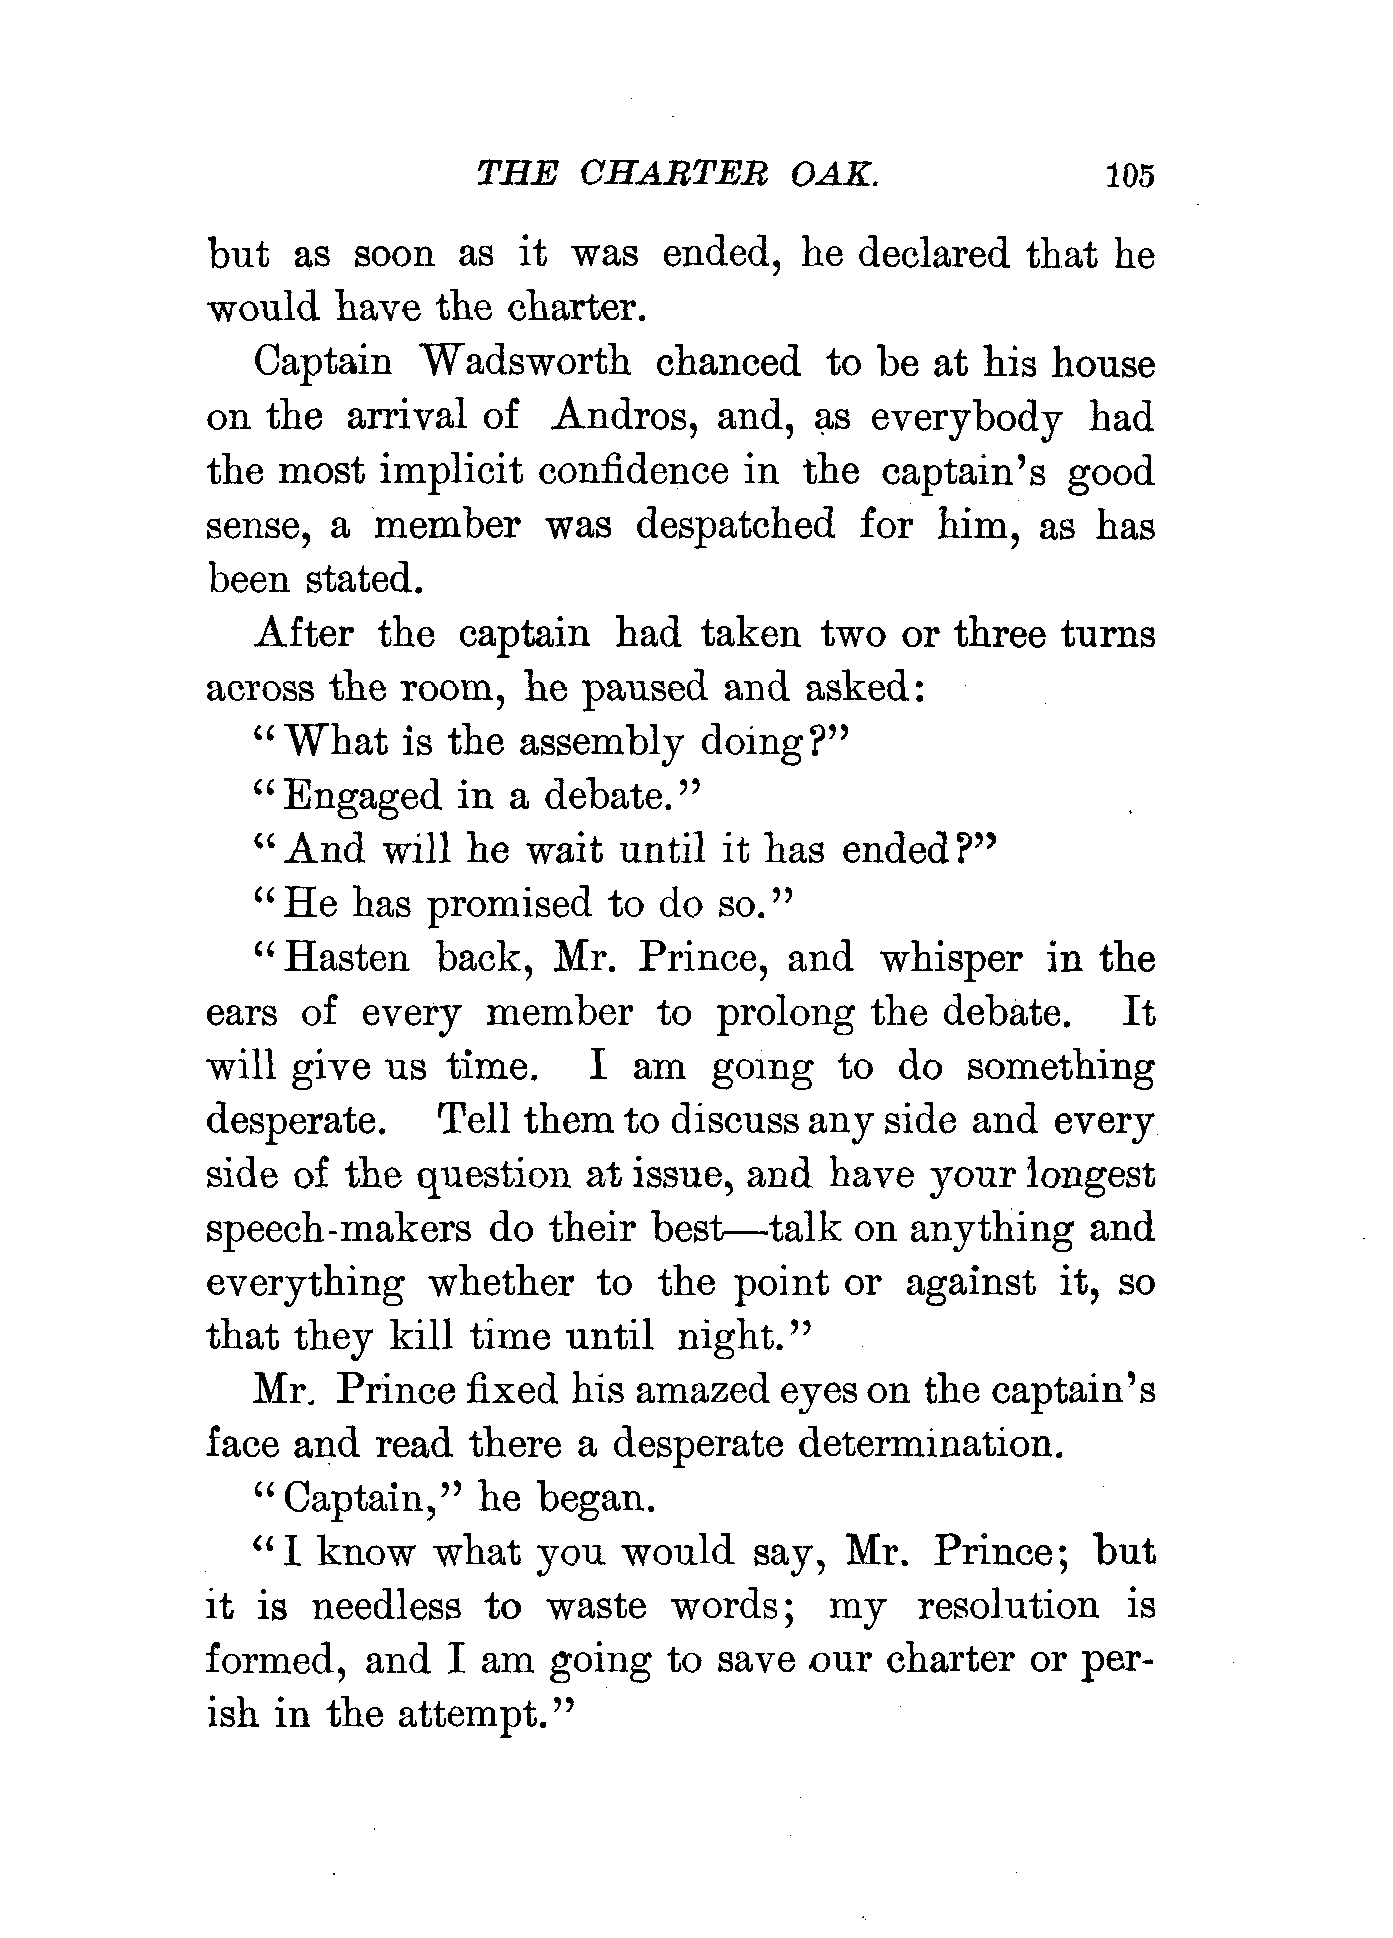 THE CHARTER OAK. 105
but as soon as it was ended, he declared that he
would have the charter.
Captain Wadsworth chanced to be at his house
on the arrival of Andros, and, as everybody had
the most implicit confidence in the captain's good
sense, a member was despatched for him, as has
been stated.
After the captain had taken two or three turns
across the room, he paused and asked:
"What is the assembly doing?"
"Engaged in a debate."
"And will he wait until it has ended?"
"He has promised to do so."
"Hasten back, Mr. Prince, and whisper in the
ears of every member to prolong the debate. It
will give us time. I am going to do something
desperate. Tell them to discuss any side and every
side of the question at issue, and have your longest
speech-makers do their best—talk on anything and
everything whether to the point or against it, so
that they kill time until night."
Mr. Prince fixed his amazed eyes on the captain's
face and read there a desperate determination.
"Captain," he began.
"I know what you would say, Mr. Prince; but
it is needless to waste words; my resolution is
formed, and I am going to save our charter or per-
ish in the attempt."